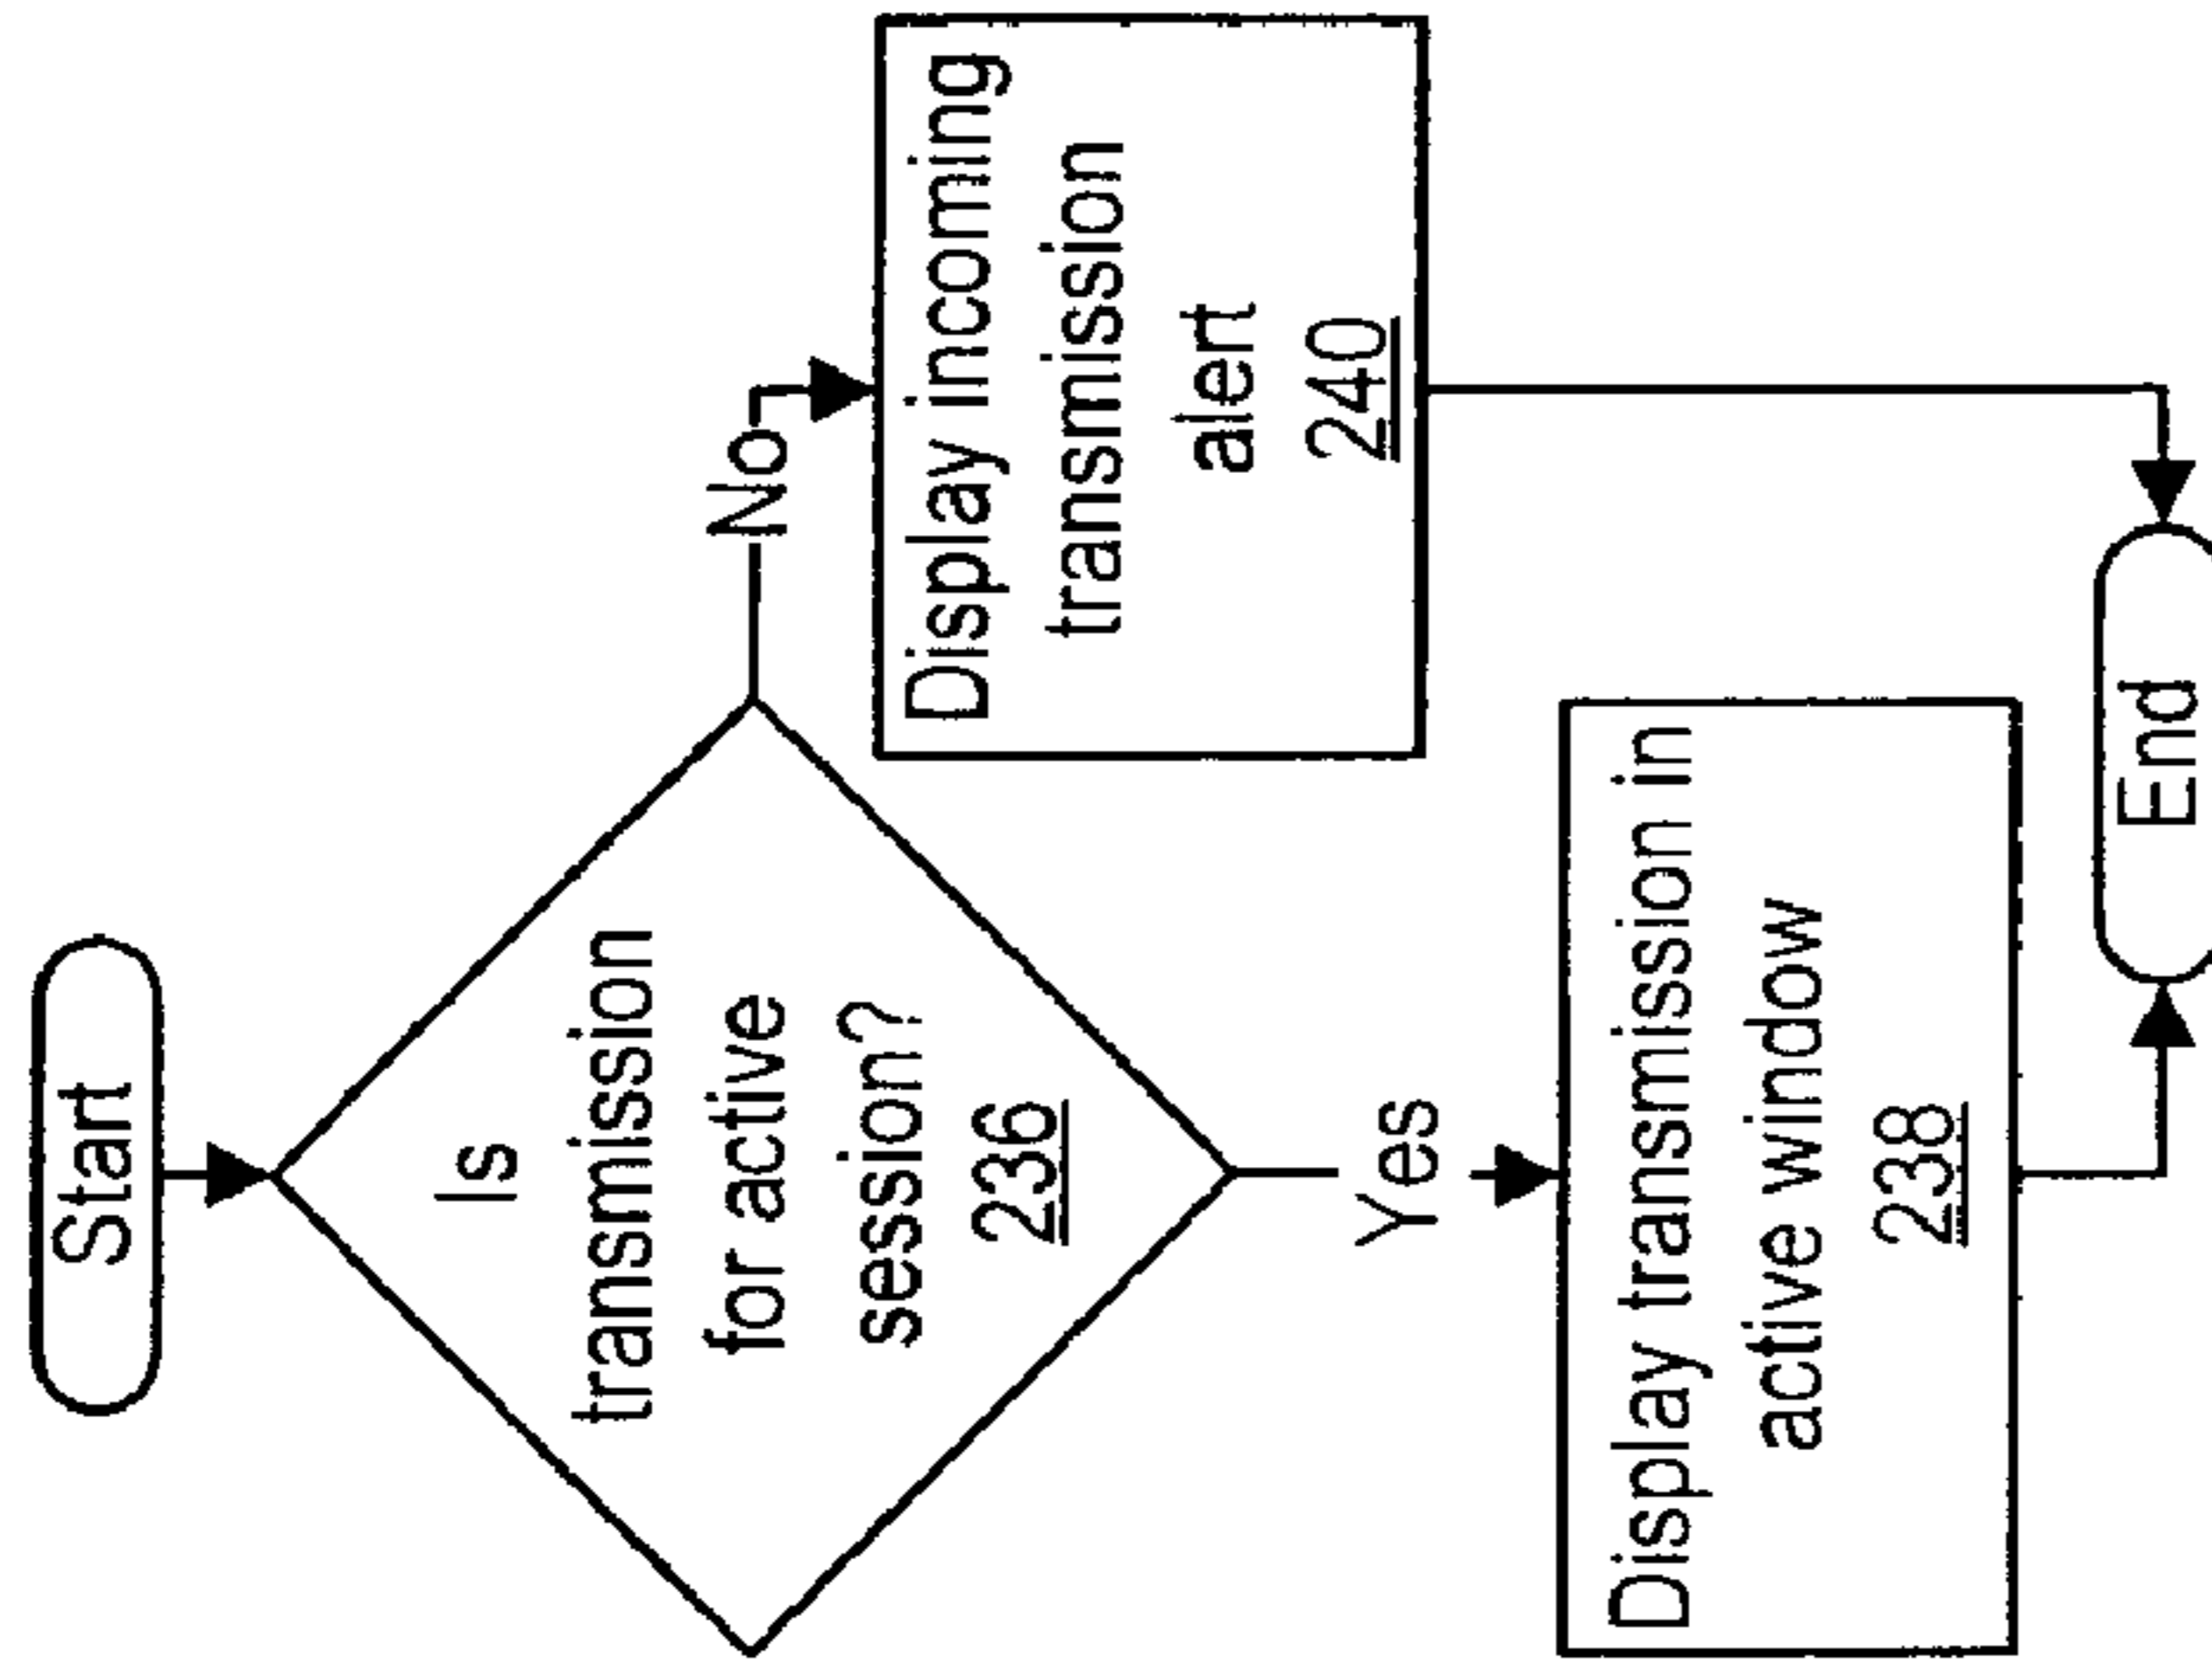 Start
Is
transmission
for active
session?
236
No
Display incoming
transmission
alert
240
Yes
Display transmission in
active window
238
End